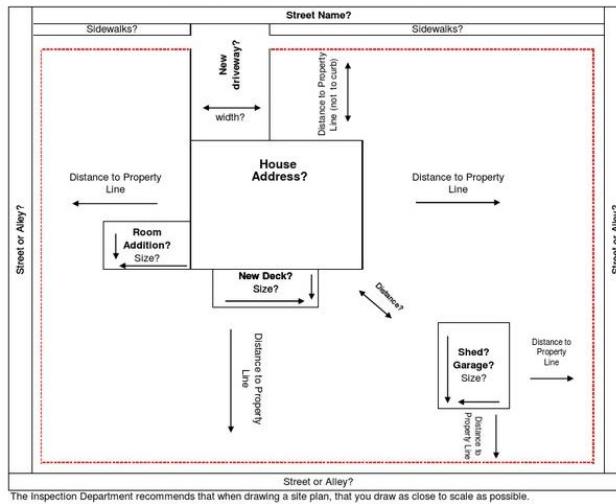 Street Name?
Sidewalks?
Sidewalks?
New
driveway?
width?
Distance to Property
Line (not to curb)
House
Address?
Distance to Property
Line
Distance to Property
Line
Street or Alley?
Street or Alley?
Room
Addition?
Size?
New Deck?
Size?
Distance?
Distance to Property
Line
Shed?
Garage?
Size?
Distance to
Property
Line
Distance to
Property Line
Street or Alley?
The Inspection Department recommends that when drawing a site plan, that you draw as close to scale as possible.